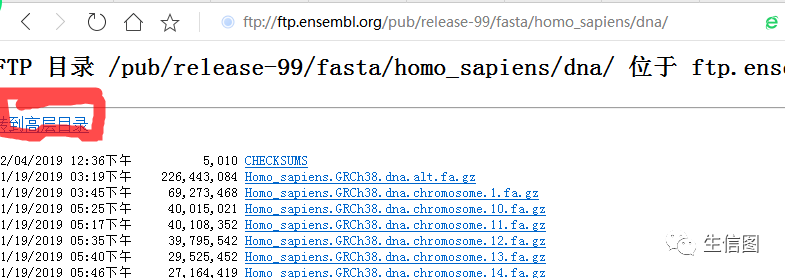 ftp://ftp.ensembl.org/pub/release-99/fasta/homo_sapiens/dna/
FTP 目录 /pub/release-99/fasta/homo_sapiens/dna/ 位于 ftp.ense
转到高层目录
2/04/2019 12:36下午 5,010 CHECKSUMS
1/19/2019 03:19下午 226,443,084 Homo_sapiens.GRCh38.dna.alt.fa.gz
1/19/2019 03:45下午 69,273,468 Homo_sapiens.GRCh38.dna.chromosome.1.fa.gz
1/19/2019 05:25下午 40,015,021 Homo_sapiens.GRCh38.dna.chromosome.10.fa.gz
1/19/2019 05:17下午 40,108,352 Homo_sapiens.GRCh38.dna.chromosome.11.fa.gz
1/19/2019 05:35下午 39,795,542 Homo_sapiens.GRCh38.dna.chromosome.12.fa.gz
1/19/2019 05:40下午 29,525,452 Homo_sapiens.GRCh38.dna.chromosome.13.fa.gz
1/19/2019 05:46下午 27,164,419 Homo_sapiens.GRCh38.dna.chromosome.14.fa.gz
生信图